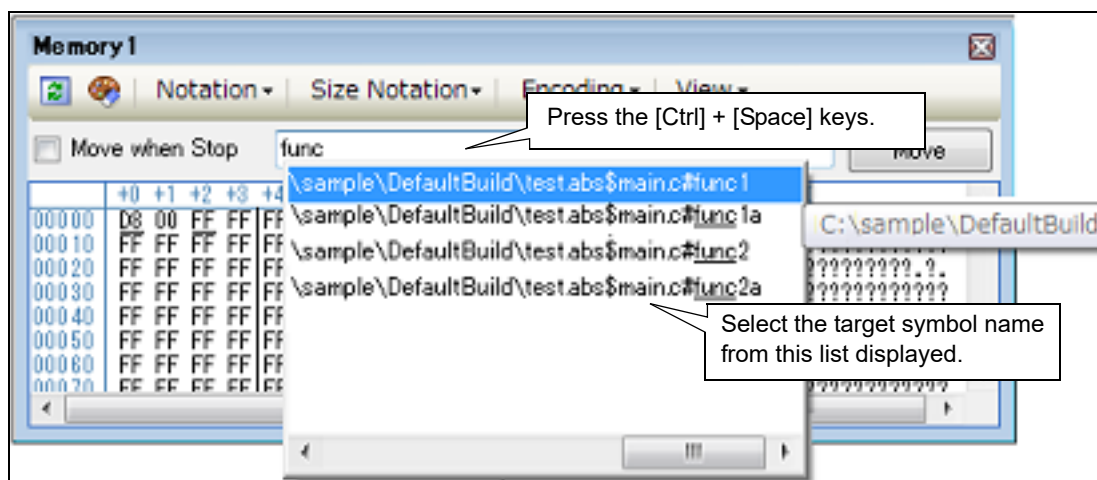 Memory1
Notation Size Notation Encoding View
Press the [Ctrl] + [Space] keys.
Move when Stop func Move
+0 +1 +2 +3 +4
\sample\DefaultBuild\test.abs$main.c#func1
\sample\DefaultBuild\test.abs$main.c#func1a
C:\sample\DefaultBuild
\sample\DefaultBuild\test.abs$main.c#func2
\sample\DefaultBuild\test.abs$main.c#func2a
00000 D8 00 FF FF FF
00010 FF FF FF FF FF
00020 FF FF FF FF FF ?????????.?.
00030 FF FF FF FF FF ????????????
00040 FF FF FF FF FF
00050 FF FF FF FF FF
00060 FF FF FF FF FF
00070 FF FF FF FF FF ????????????
Select the target symbol name
from this list displayed.